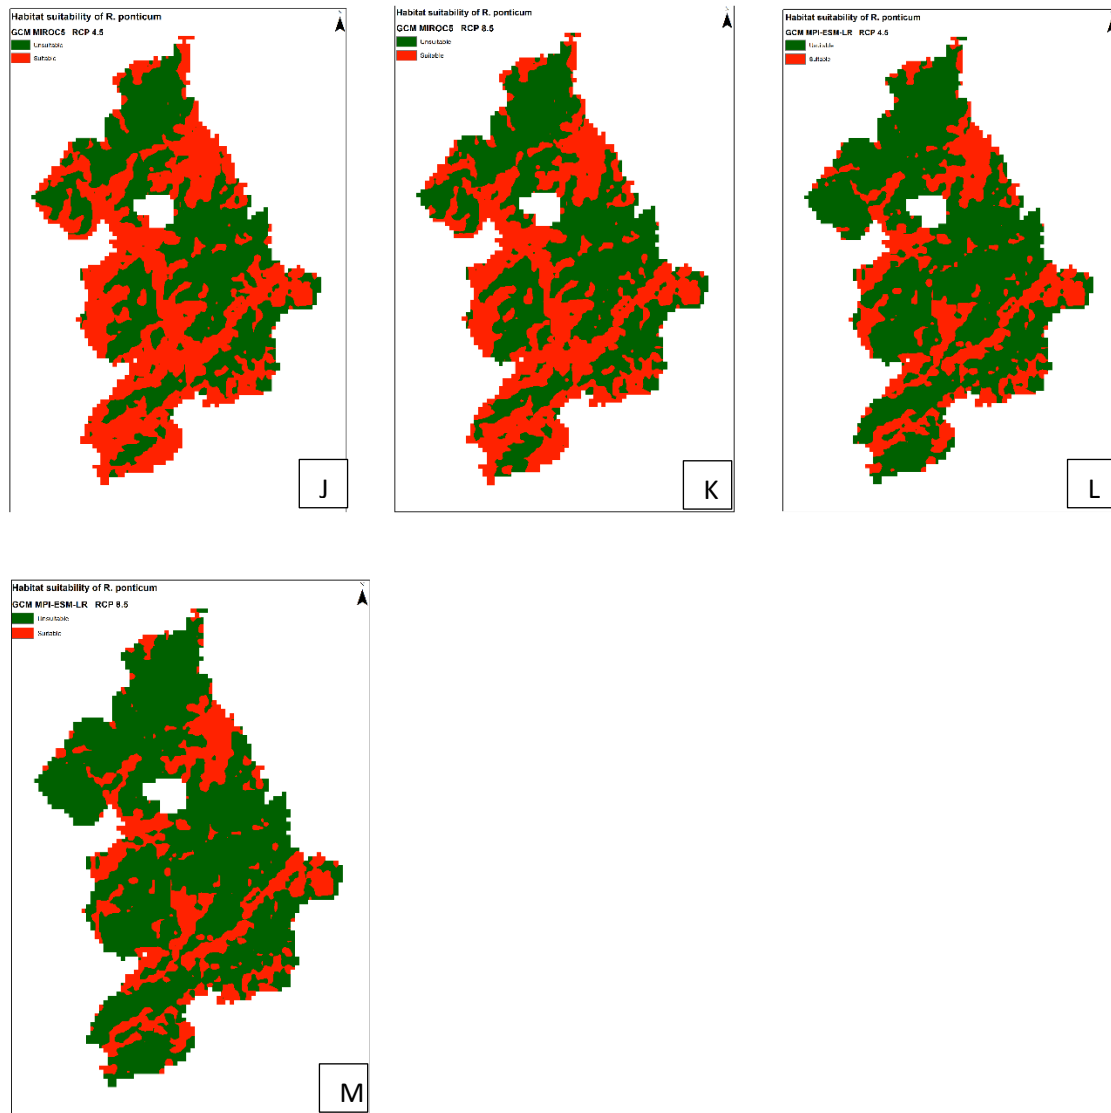 Habitat suitability of R. ponticum
GCM MIROC5 RCP 4.5
Unsuitable
Suitable
J
Habitat suitability of R. ponticum
GCM MIROC5 RCP 8.5
Unsuitable
Suitable
K
Habitat suitability of R. ponticum
GCM MPI-ESM-LR RCP 4.5
Suitable
L
Habitat suitability of R. ponticum
GCM MPI-ESM-LR RCP 8.5
Unsuitable
Suitable
M